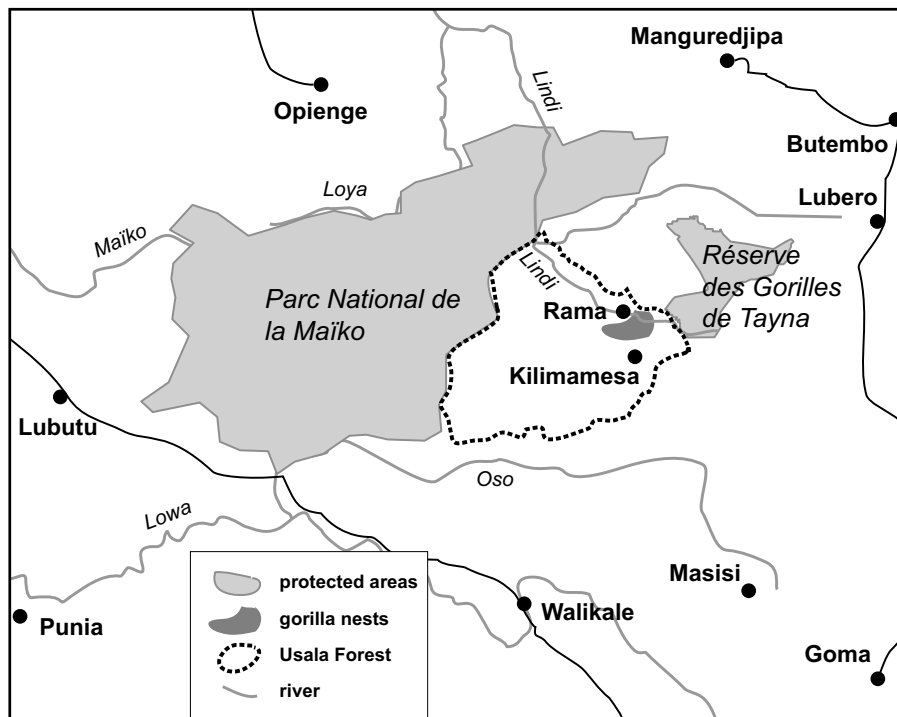 Manguredjipa
Lindi
Opienge
Butembo
Loya
Lubero
Maïko
Réserve
des Gorilles
de Tayna
Lindi
Parc National de
la Maïko
Rama
Kilimamesa
Lubutu
Oso
Lowa
Masisi
protected areas
gorilla nests
Walikale
Punia
Usala Forest
Goma
river